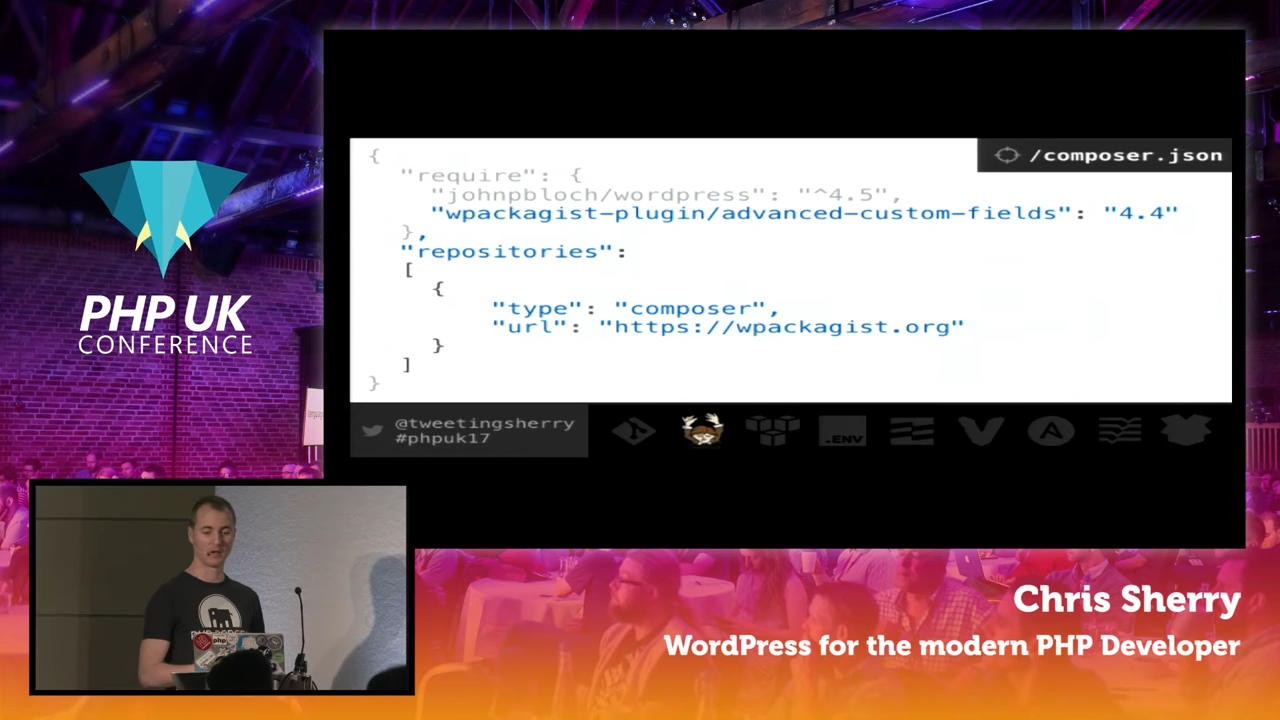 PHP UK
CONFERENCE
/composer.json
{
"require": {
"johnpbloch/wordpress": "^4.5",
"wpackagist-plugin/advanced-custom-fields": "4.4"
},
"repositories":
[
{
"type": "composer",
"url": "https://wpackagist.org"
}
]
}
@tweetingsherry
#phpuk17
.ENV
php
Chris Sherry
WordPress for the modern PHP Developer